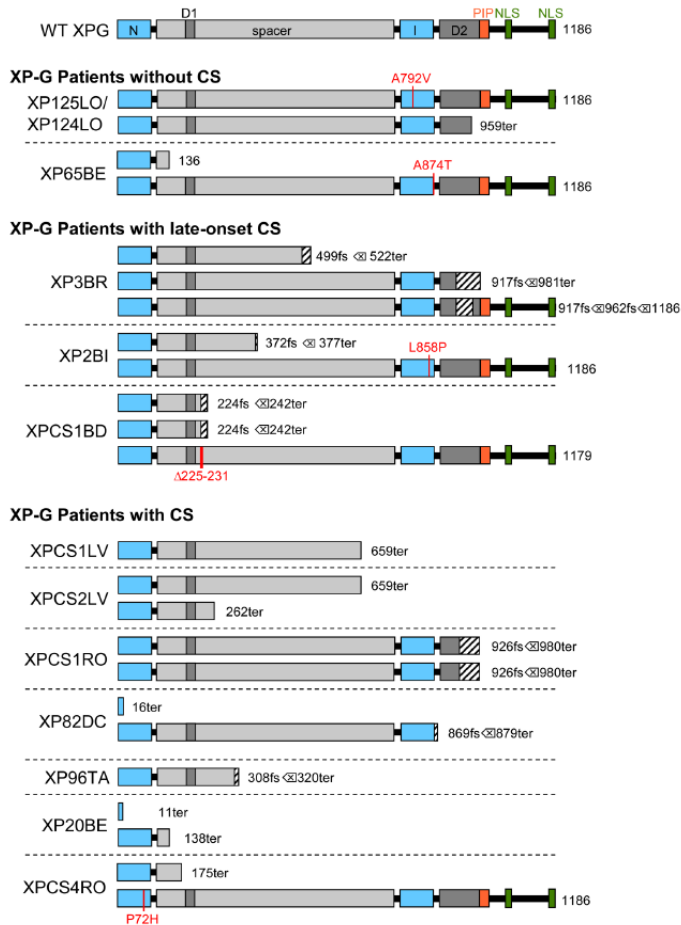 D1 PIP NLS NLS
WT XPG N spacer I D2 1186
XP-G Patients without CS
A792V
XP125LO/ 1186
XP124LO 959ter
136
XP65BE A874T
1186
XP-G Patients with late-onset CS
499fs ⌫ 522ter
XP3BR 917fs⌫981ter
917fs⌫962fs⌫1186
372fs ⌫ 377ter
XP2BI L858P
1186
224fs ⌫242ter
XPCS1BD 224fs ⌫242ter
1179
Δ225-231
XP-G Patients with CS
XPCS1LV 659ter
XPCS2LV 659ter
262ter
XPCS1RO 926fs⌫980ter
926fs⌫980ter
16ter
XP82DC 869fs⌫879ter
XP96TA 308fs⌫320ter
11ter
XP20BE 138ter
175ter
XPCS4RO 1186
P72H